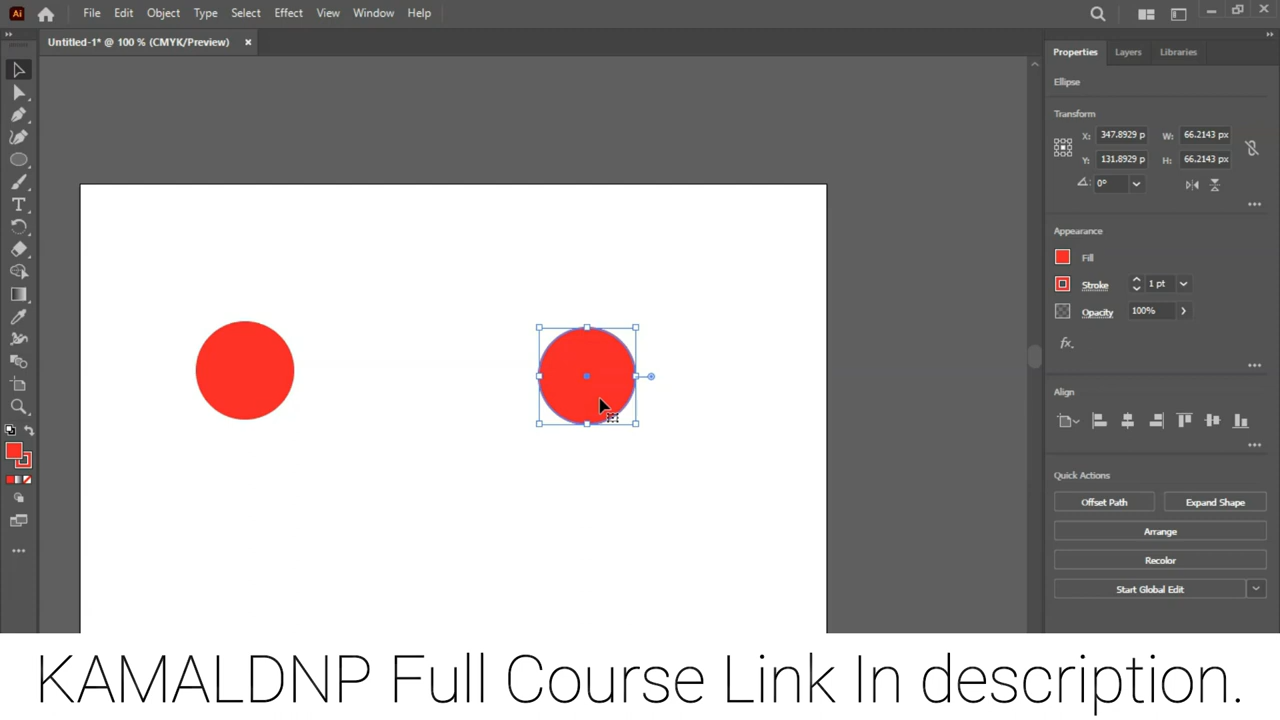 Ai File Edit Object Type Select Effect View Window Help
Untitled-1* @ 100 % (CMYK/Preview) ×
Properties Layers Libraries
Ellipse
Transform
X: 347.8929 p W: 66.2143 px
Y: 131.8929 p H: 66.2143 px
0°
Appearance
Fill
Stroke 1 pt
Opacity 100%
fx.
Align
Quick Actions
Offset Path Expand Shape
Arrange
Recolor
Start Global Edit
KAMALDNP Full Course Link In description.